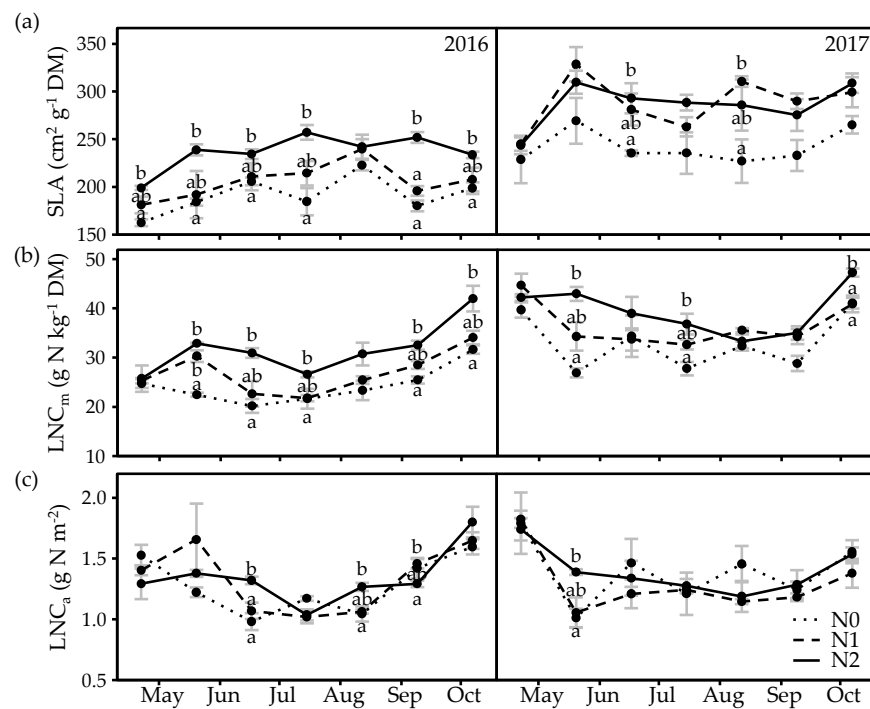 (a)
2016 2017
SLA (cm² g⁻¹ DM)
350
300
250
200
150
b b b b b b
ab ab ab ab a ab
a a a a a a
b b
ab ab
a a
(b)
LNCₘ (g N kg⁻¹ DM)
50
40
30
20
10
b b b b b
b ab ab ab ab
a a a a a
b b b
ab ab a
a a
(c)
LNCₐ (g N m⁻²)
2.0
1.5
1.0
0.5
b b b
a ab ab
a a a
b
ab
a
N0
N1
N2
May Jun Jul Aug Sep Oct May Jun Jul Aug Sep Oct